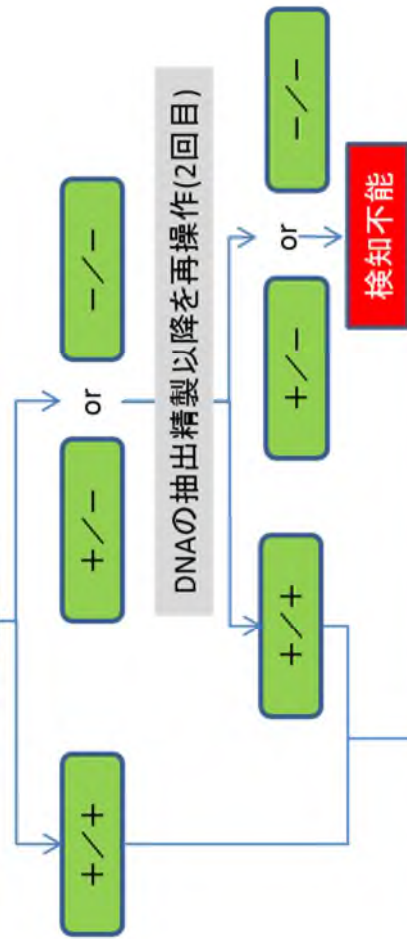 +/+
+/-
or
-/-
DNAの抽出精製以降を再操作(2回目)
+/+
+/-
or
-/-
検知不能